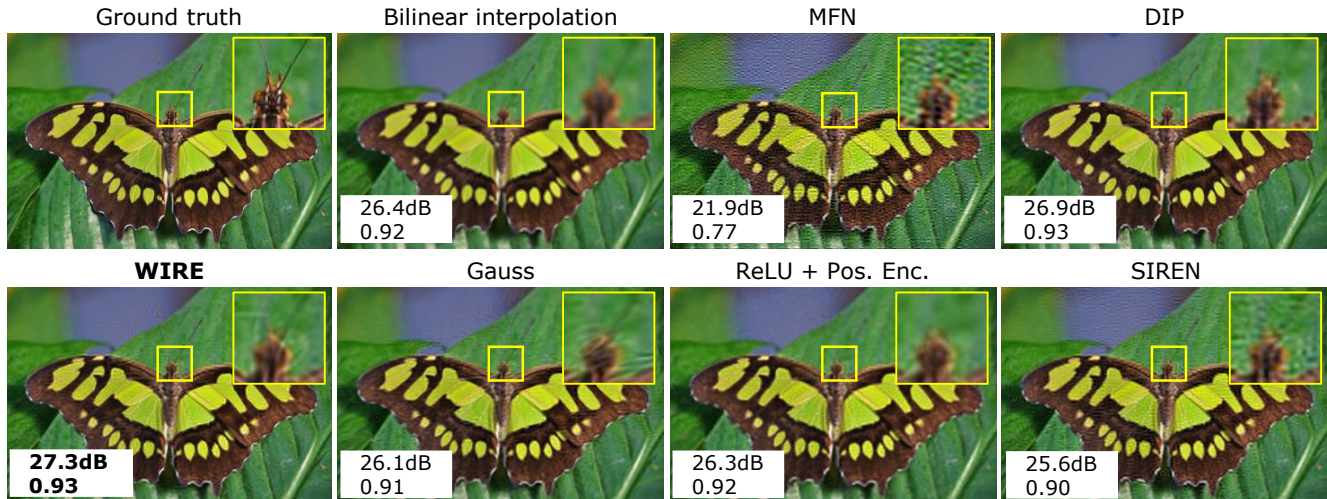 Ground truth
Bilinear interpolation
MFN
DIP
26.4dB
0.92
21.9dB
0.77
26.9dB
0.93
WIRE
Gauss
ReLU + Pos. Enc.
SIREN
27.3dB
0.93
26.1dB
0.91
26.3dB
0.92
25.6dB
0.90